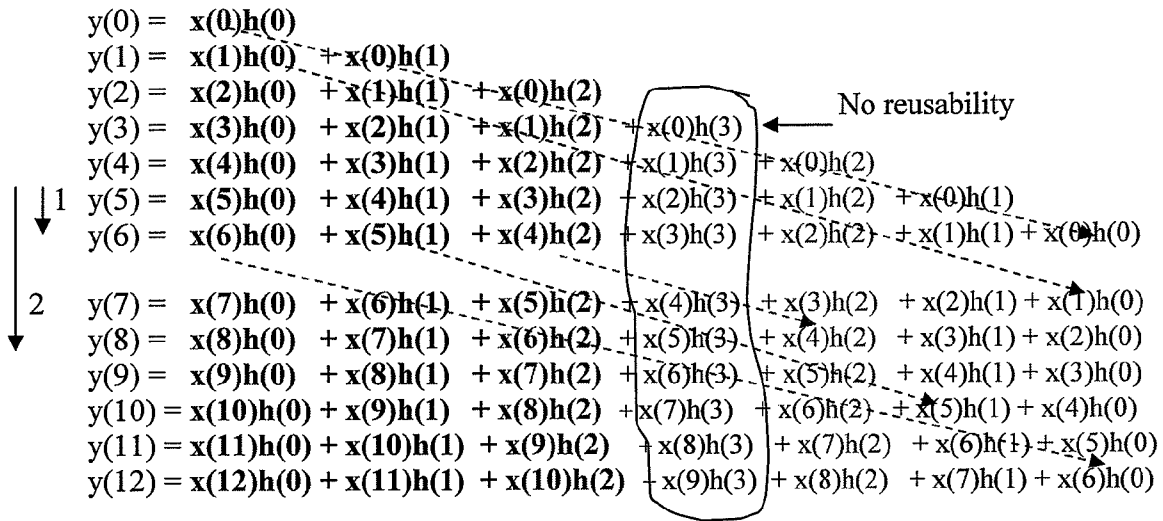 y(0) = x(0)h(0)
y(1) = x(1)h(0) + x(0)h(1)
y(2) = x(2)h(0) + x(1)h(1) + x(0)h(2)
No reusability
y(3) = x(3)h(0) + x(2)h(1) + x(1)h(2) + x(0)h(3)
y(4) = x(4)h(0) + x(3)h(1) + x(2)h(2) + x(1)h(3) + x(0)h(2)
1 y(5) = x(5)h(0) + x(4)h(1) + x(3)h(2) + x(2)h(3) + x(1)h(2) + x(0)h(1)
y(6) = x(6)h(0) + x(5)h(1) + x(4)h(2) + x(3)h(3) + x(2)h(2) + x(1)h(1) + x(0)h(0)
2 y(7) = x(7)h(0) + x(6)h(1) + x(5)h(2) + x(4)h(3) + x(3)h(2) + x(2)h(1) + x(1)h(0)
y(8) = x(8)h(0) + x(7)h(1) + x(6)h(2) + x(5)h(3) + x(4)h(2) + x(3)h(1) + x(2)h(0)
y(9) = x(9)h(0) + x(8)h(1) + x(7)h(2) + x(6)h(3) + x(5)h(2) + x(4)h(1) + x(3)h(0)
y(10) = x(10)h(0) + x(9)h(1) + x(8)h(2) + x(7)h(3) + x(6)h(2) + x(5)h(1) + x(4)h(0)
y(11) = x(11)h(0) + x(10)h(1) + x(9)h(2) + x(8)h(3) + x(7)h(2) + x(6)h(1) + x(5)h(0)
y(12) = x(12)h(0) + x(11)h(1) + x(10)h(2) + x(9)h(3) + x(8)h(2) + x(7)h(1) + x(6)h(0)